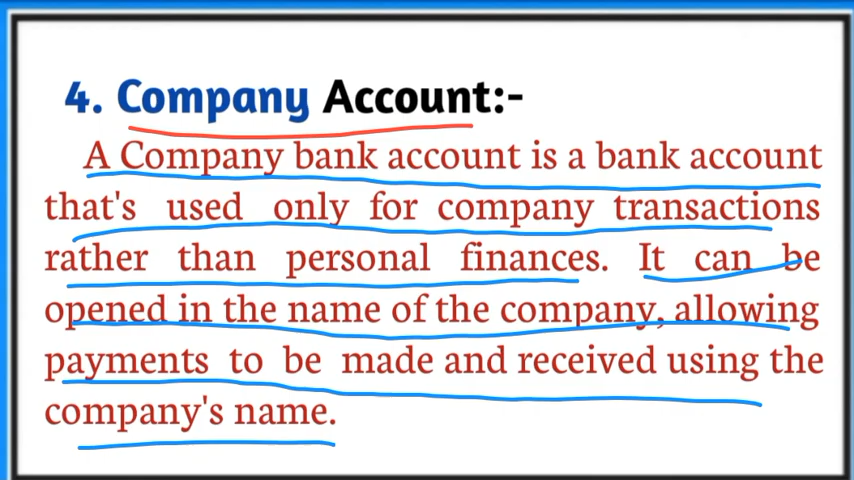 4. Company Account:-
A Company bank account is a bank account
that's used only for company transactions
rather than personal finances. It can be
opened in the name of the company, allowing
payments to be made and received using the
company's name.